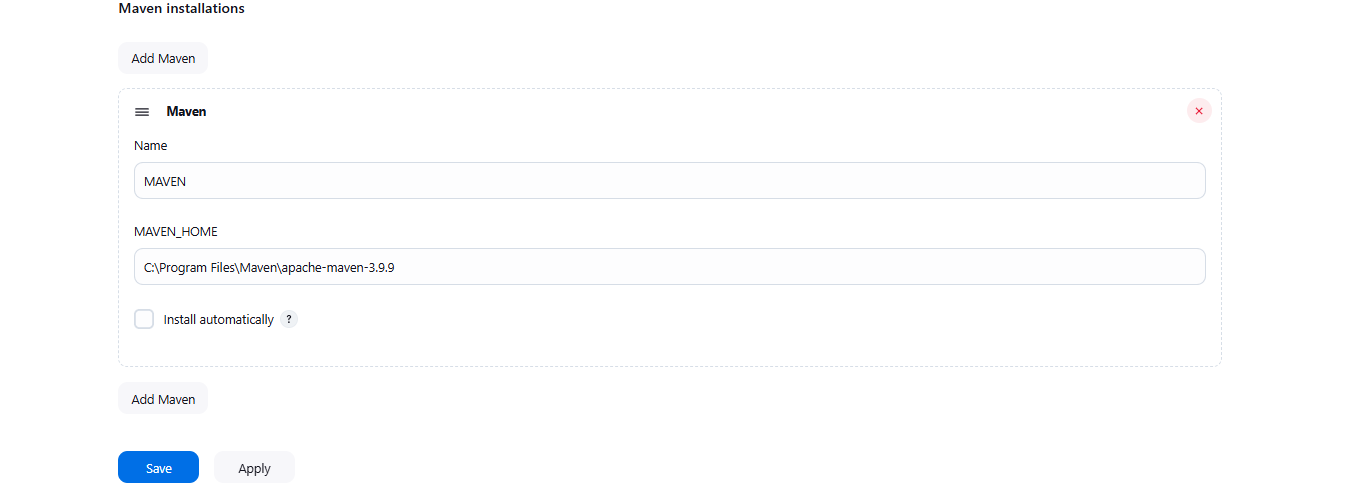 Maven installations
Add Maven
Maven
Name
MAVEN
MAVEN_HOME
C:\Program Files\Maven\apache-maven-3.9.9
Install automatically ?
Add Maven
Save Apply